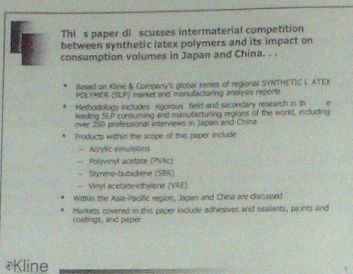 Thi s paper di scusses intermaterial competition
between synthetic latex polymers and its impact on
consumption volumes in Japan and China. . .
• Based on Kline & Company's global series of regional SYNTHETIC L ATEX
POLYMER (SLP) market and manufacturing analysis reports
• Methodology includes rigorous field and secondary research in th e
leading SLP consuming and manufacturing regions of the world, including
over 250 professional interviews in Japan and China
• Products within the scope of this paper include
– Acrylic emulsions
– Polyvinyl acetate (PVAc)
– Styrene-butadiene (SBR)
– Vinyl acetate-ethylene (VAE)
• Within the Asia-Pacific region, Japan and China are discussed
• Markets covered in this paper include adhesives and sealants, pa ints and
coatings, and paper
Kline